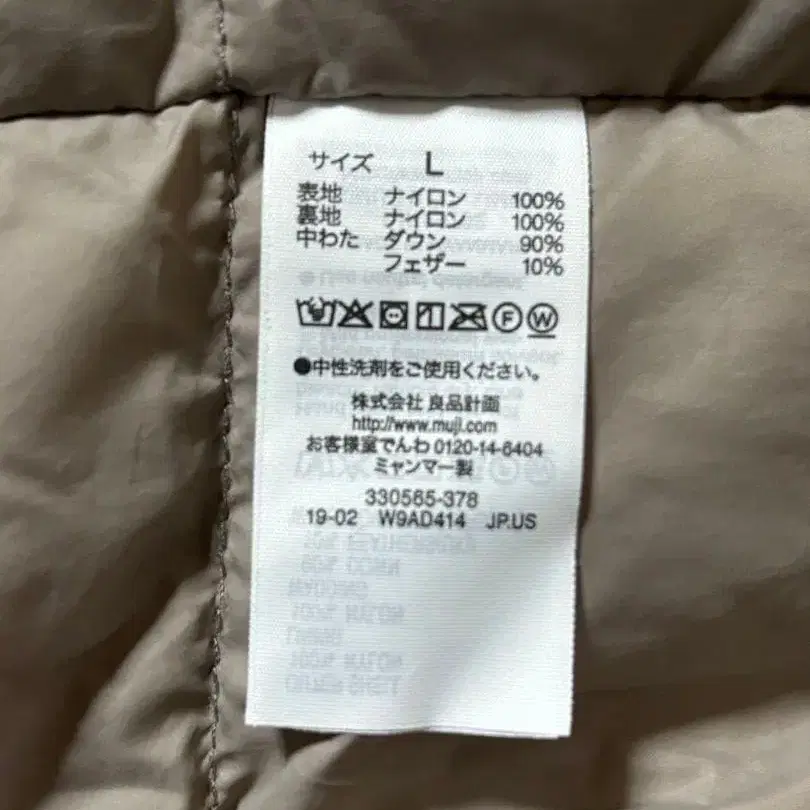 サイズ L
表地 ナイロン 100%
裏地 ナイロン 100%
中わた ダウン 90%
フェザー 10%
F W
●中性洗剤をご使用ください。
株式会社 良品計画
http://www.muji.com
お客様室でんわ 0120-14-6404
ミャンマー製
330565-378
19-02 W9AD414 JP.US